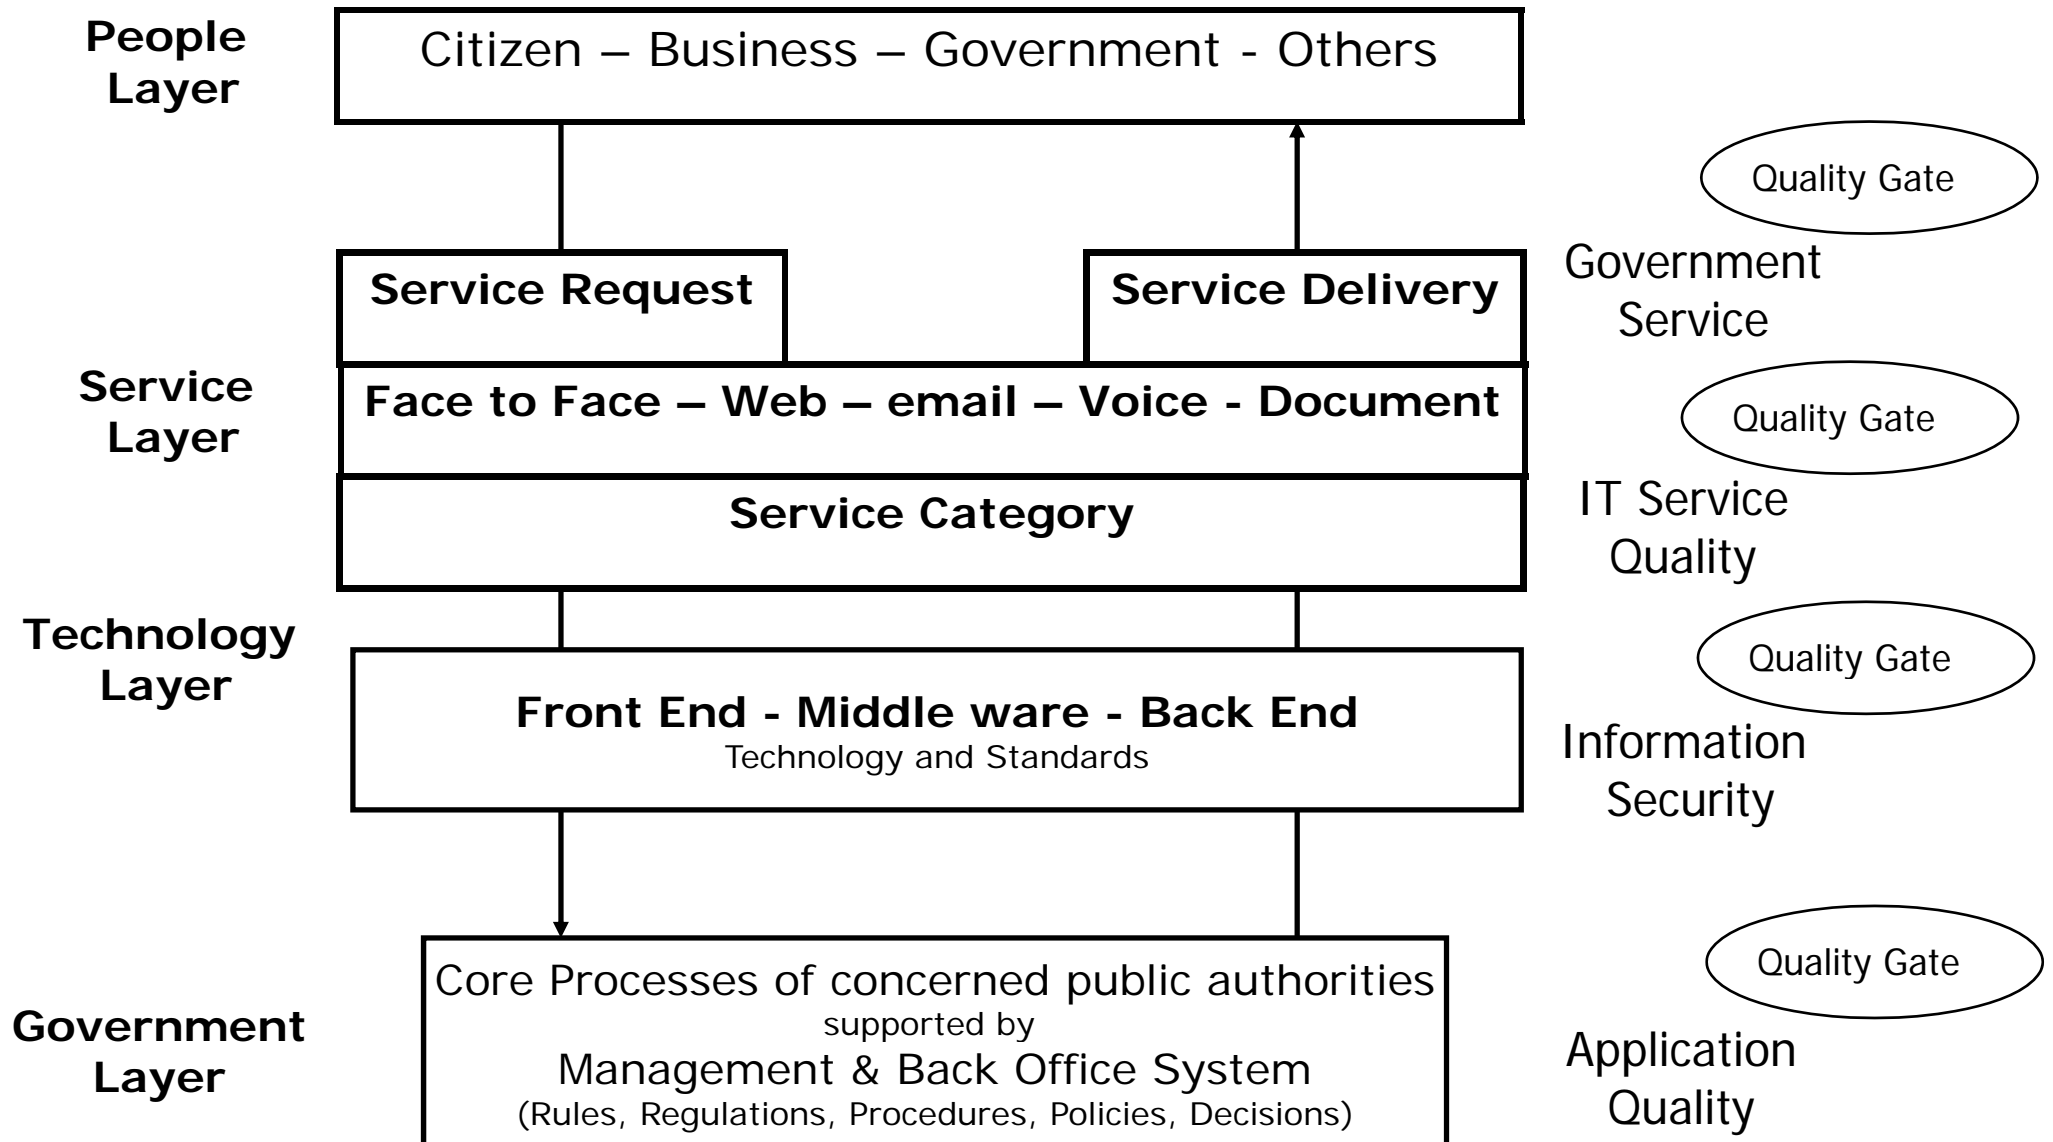 People
Layer
Citizen – Business – Government - Others
Quality Gate
Service Request
Service Delivery
Government
Service
Service
Layer
Face to Face – Web – email – Voice - Document
Quality Gate
Service Category
IT Service
Quality
Technology
Layer
Quality Gate
Front End - Middle ware - Back End
Technology and Standards
Information
Security
Quality Gate
Government
Layer
Core Processes of concerned public authorities
supported by
Management & Back Office System
(Rules, Regulations, Procedures, Policies, Decisions)
Application
Quality